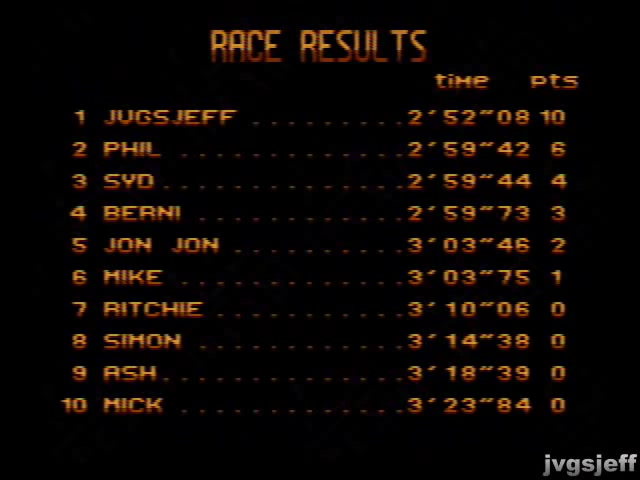 RACE RESULTS
time pts
1 JVGSJEFF .........2'52"08 10
2 PHIL .............2'59"42 6
3 SYD..............2'59"44 4
4 BERNI ............2'59"73 3
5 JON JON ..........3'03"46 2
6 MIKE .............3'03"75 1
7 RITCHIE ...........3'10"06 0
8 SIMON ............3'14"38 0
9 ASH..............3'18"39 0
10 MICK .............3'23"84 0
jvgsjeff